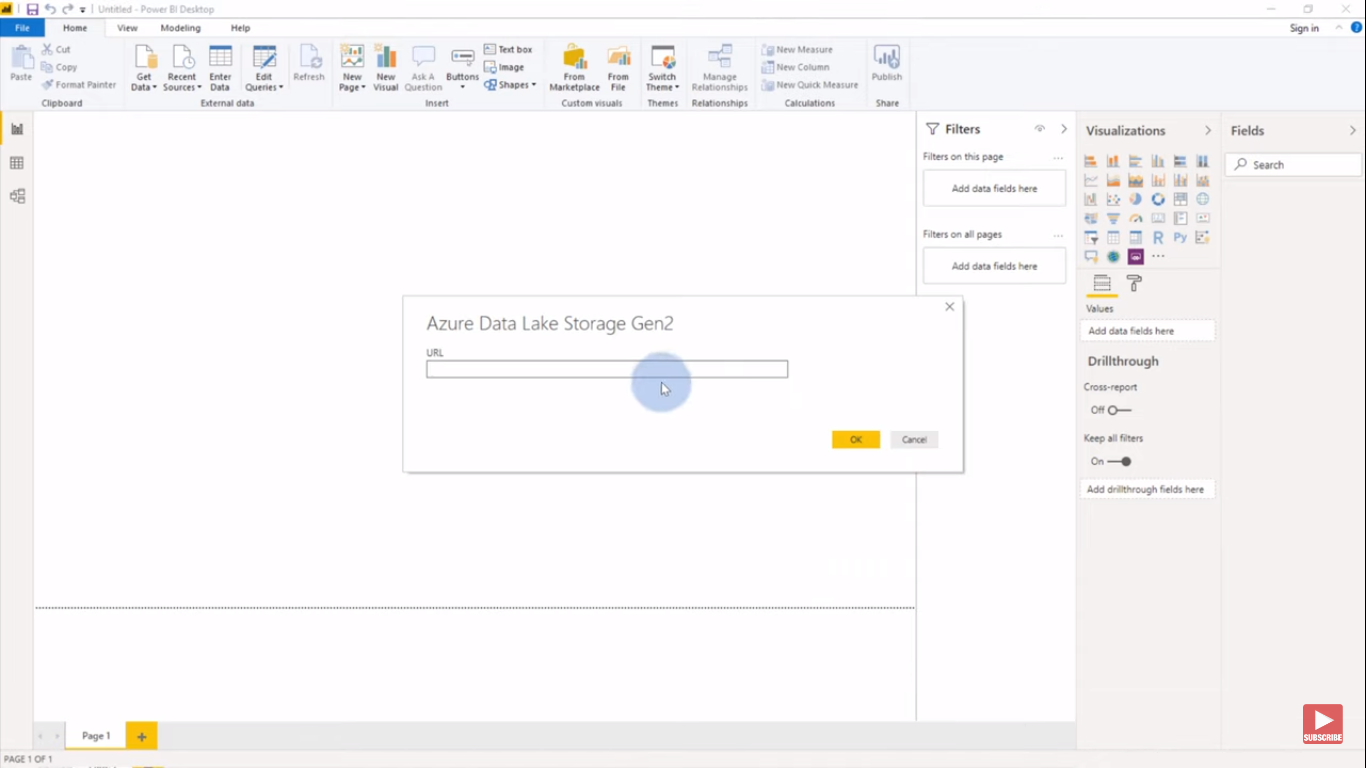 Untitled - Power BI Desktop
File Home View Modeling Help Sign in
Paste Cut Copy Format Painter
Clipboard
Get Data Recent Sources Enter Data Edit Queries Refresh
External data
New Page New Visual Ask A Question Buttons Text box Image Shapes
Insert
From Marketplace From File
Custom visuals
Switch Theme
Themes
Manage Relationships
Relationships
New Measure
New Column
New Quick Measure
Calculations
Publish
Share
Filters
Filters on this page ...
Add data fields here
Filters on all pages ...
Add data fields here
Visualizations
R Py
...
Values
Add data fields here
Drillthrough
Cross-report
Off
Keep all filters
On
Add drillthrough fields here
Fields
Search
Azure Data Lake Storage Gen2
URL
OK Cancel
Page 1
PAGE 1 OF 1
SUBSCRIBE